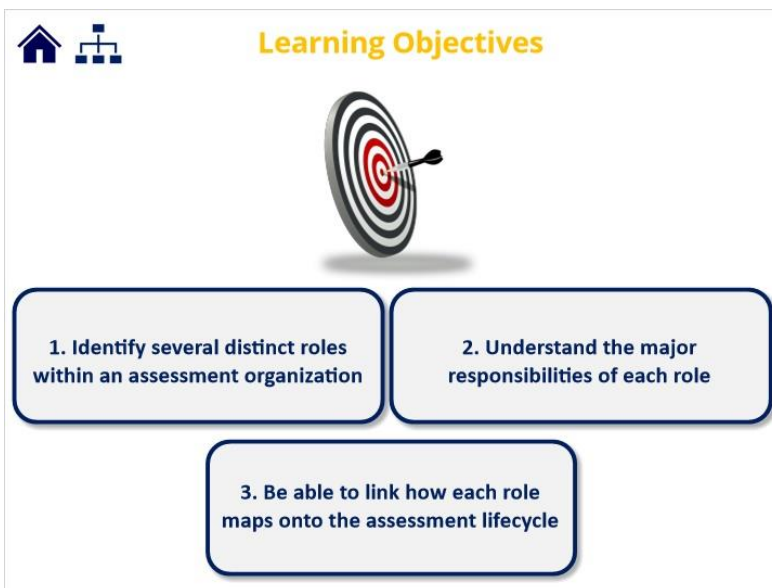 Learning Objectives
1. Identify several distinct roles
within an assessment organization
2. Understand the major
responsibilities of each role
3. Be able to link how each role
maps onto the assessment lifecycle